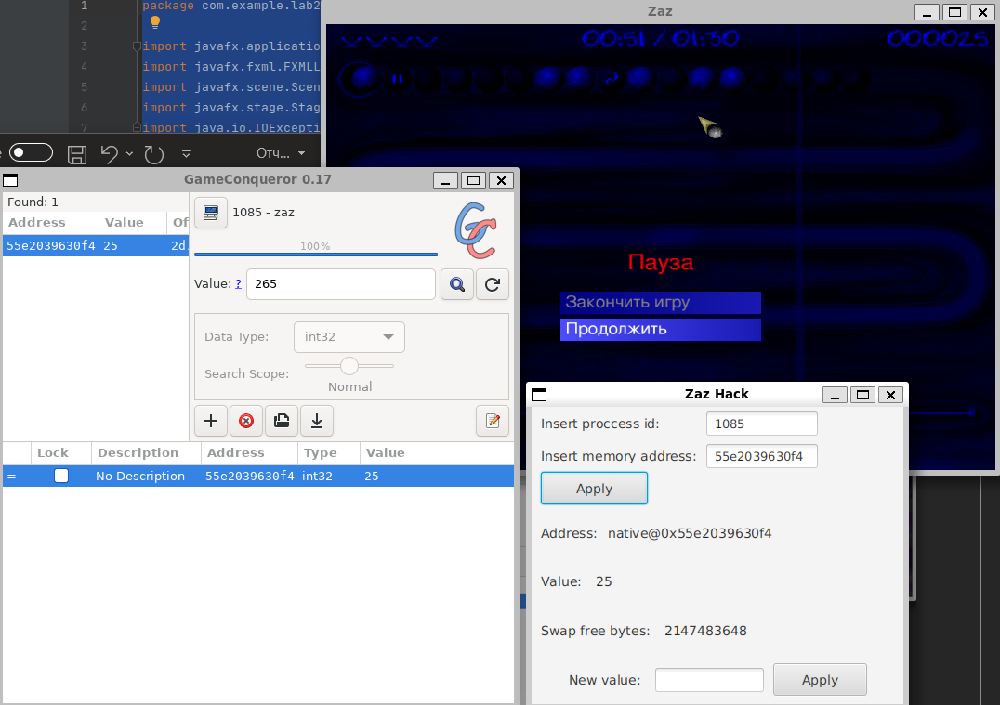 1 package com.example.lab2
2
3 import javafx.applicatio
4 import javafx.fxml.FXMLL
5 import javafx.scene.Scen
6 import javafx.stage.Stag
7 import java.io.IOExcepti
Отч...
Zaz
00:51 / 01:30
000025
Пауза
Закончить игру
Продолжить
GameConqueror 0.17
Found: 1
Address Value Of
55e2039630f4 25 2d7
1085 - zaz
100%
Value: ? 265
Data Type: int32
Search Scope:
Normal
Lock Description Address Type Value
= No Description 55e2039630f4 int32 25
Zaz Hack
Insert proccess id: 1085
Insert memory address: 55e2039630f4
Apply
Address: native@0x55e2039630f4
Value: 25
Swap free bytes: 2147483648
New value: Apply